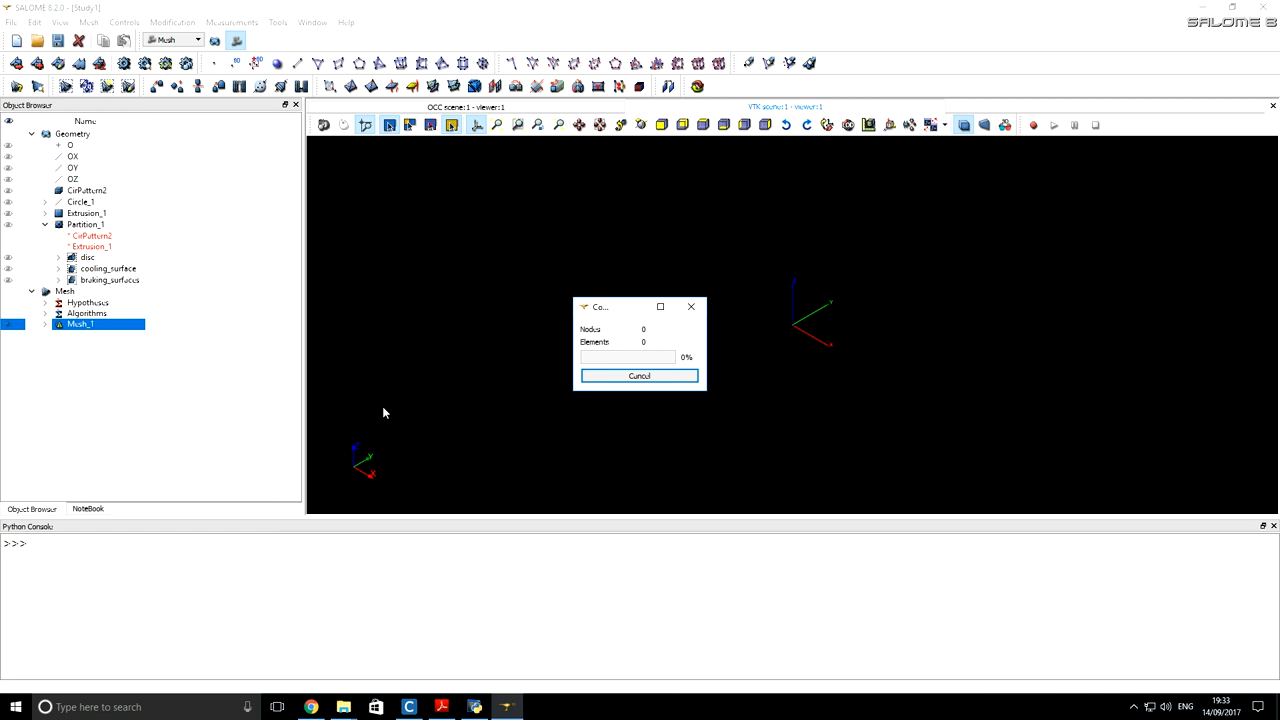 SALOME 8.2.0 - [Study1]
File Edit View Mesh Controls Modification Measurements Tools Window Help
SALOME 8
Mesh
Object Browser
OCC scene:1 - viewer:1
VTK scene:1 - viewer:1
Name
Geometry
O
OX
OY
OZ
CirPattern2
Circle_1
Extrusion_1
Partition_1
* CirPattern2
* Extrusion_1
disc
cooling_surface
braking_surfaces
Mesh
Hypotheses
Algorithms
Mesh_1
Co...
Nodes 0
Elements 0
0%
Cancel
Z
Y
X
Y
X
Object Browser
NoteBook
Python Console
>>>
Type here to search
ENG
19:33
14/09/2017